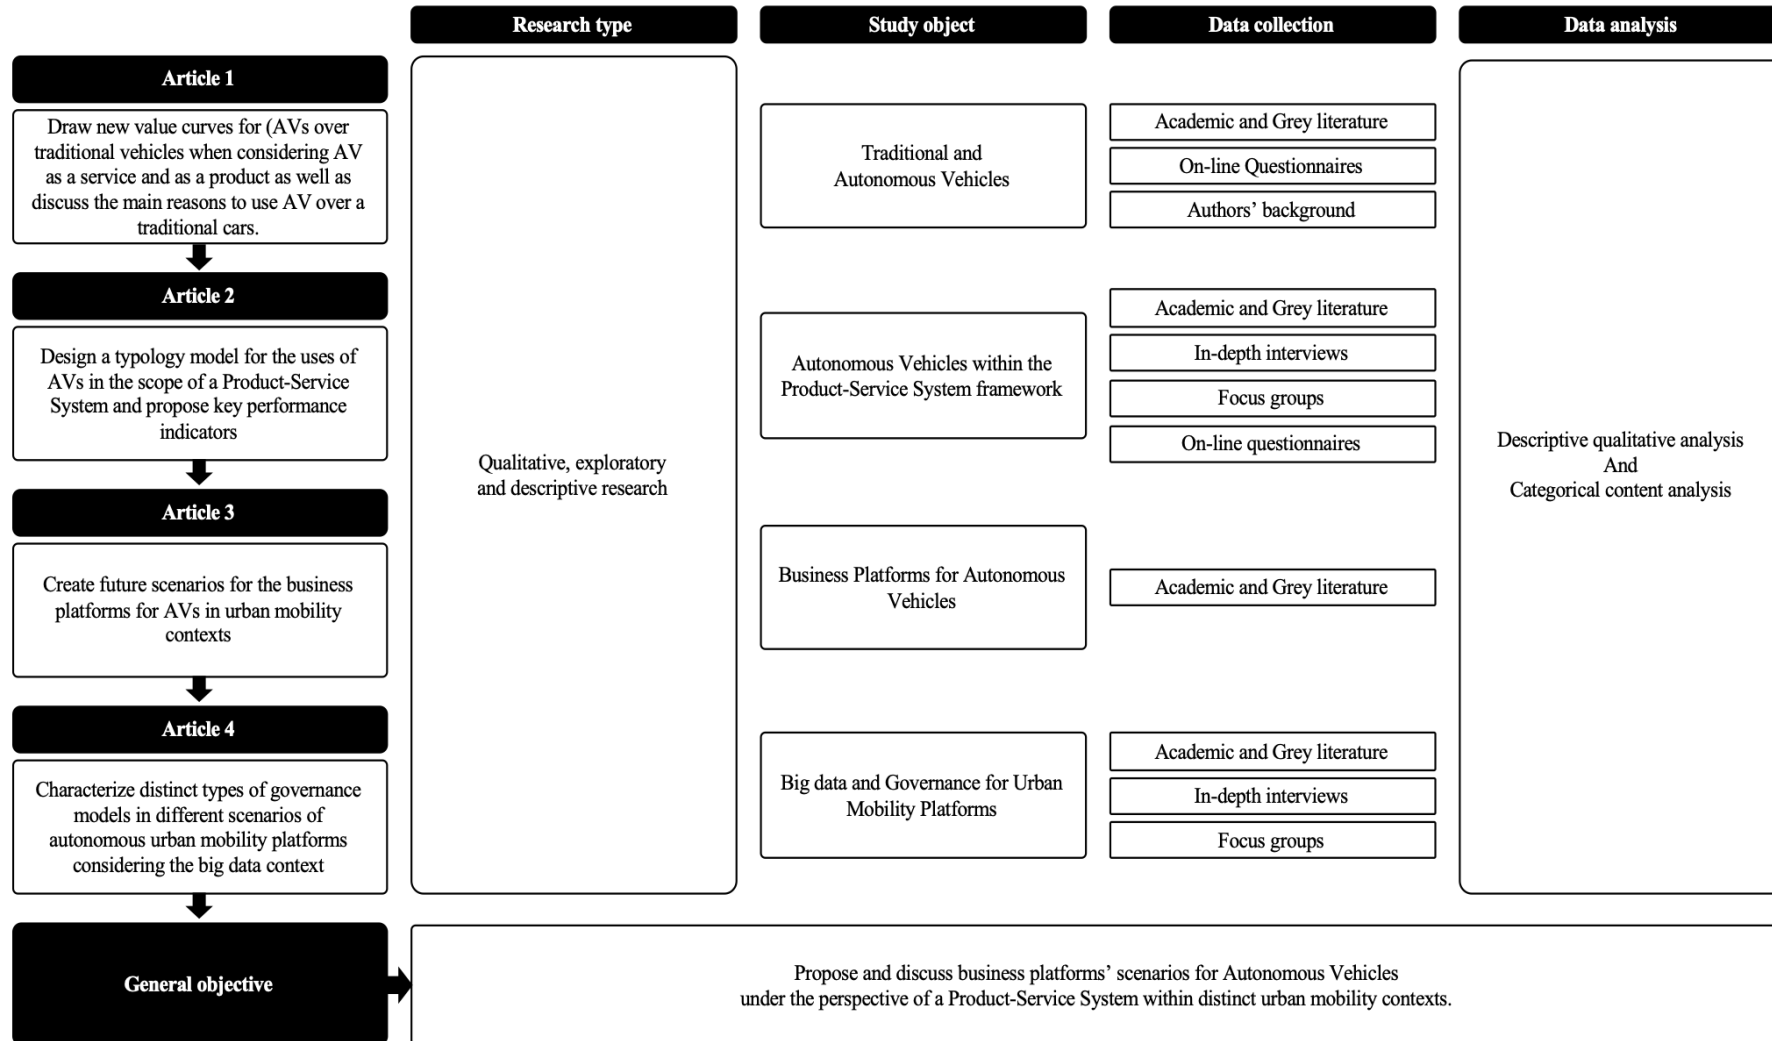 Research type
Study object
Data collection
Data analysis
Article 1
Draw new value curves for (AVs over
traditional vehicles when considering AV
as a service and as a product as well as
discuss the main reasons to use AV over a
traditional cars.
Traditional and
Autonomous Vehicles
Academic and Grey literature
On-line Questionnaires
Authors’ background
Article 2
Design a typology model for the uses of
AVs in the scope of a Product-Service
System and propose key performance
indicators
Autonomous Vehicles within the
Product-Service System framework
Academic and Grey literature
In-depth interviews
Focus groups
On-line questionnaires
Qualitative, exploratory
and descriptive research
Descriptive qualitative analysis
And
Categorical content analysis
Article 3
Create future scenarios for the business
platforms for AVs in urban mobility
contexts
Business Platforms for Autonomous
Vehicles
Academic and Grey literature
Article 4
Characterize distinct types of governance
models in different scenarios of
autonomous urban mobility platforms
considering the big data context
Big data and Governance for Urban
Mobility Platforms
Academic and Grey literature
In-depth interviews
Focus groups
General objective
Propose and discuss business platforms’ scenarios for Autonomous Vehicles
under the perspective of a Product-Service System within distinct urban mobility contexts.